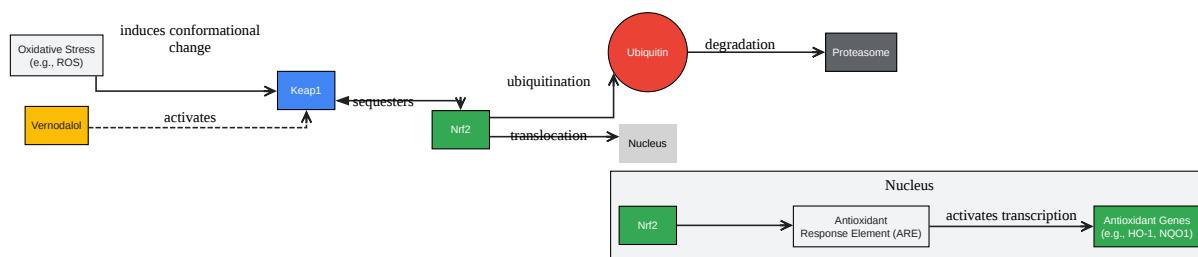 induces conformational
change
Oxidative Stress
(e.g., ROS)
Keap1
Vernodalol
activates
sequesters
Nrf2
ubiquitination
translocation
Ubiquitin
degradation
Proteasome
Nucleus
Nucleus
Nrf2
Antioxidant
Response Element (ARE)
activates transcription
Antioxidant Genes
(e.g., HO-1, NQO1)